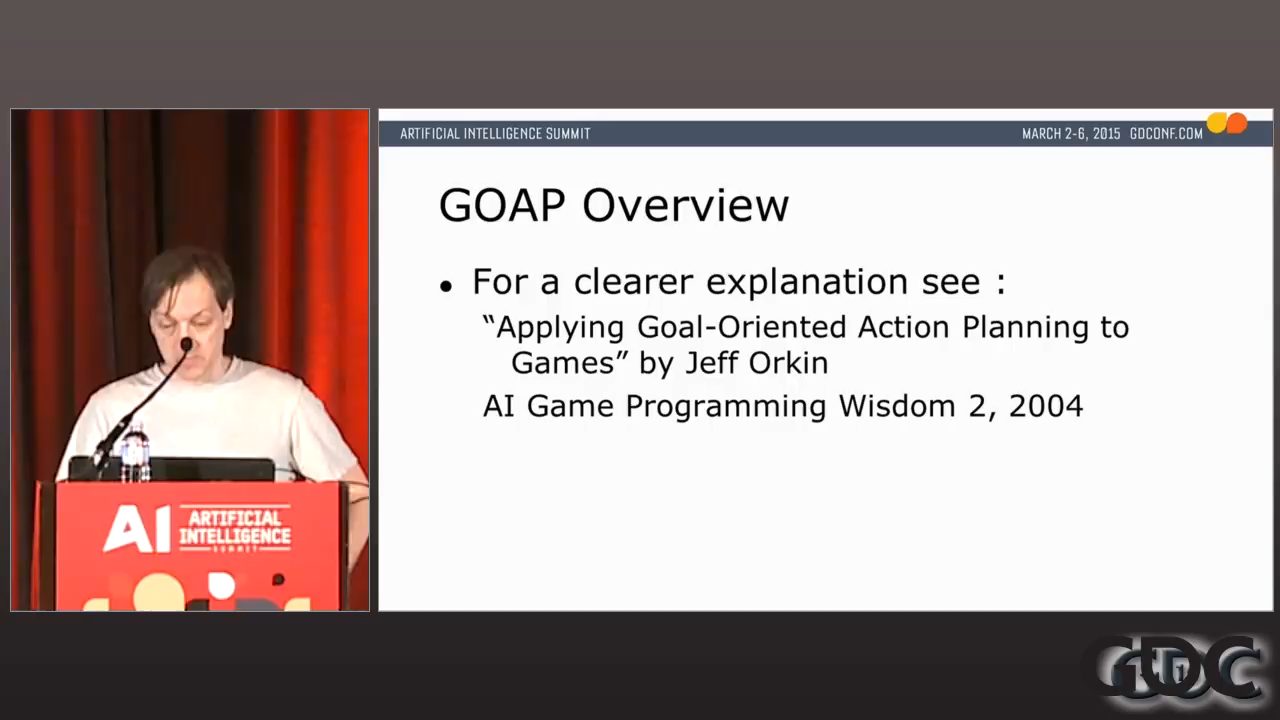 ARTIFICIAL INTELLIGENCE SUMMIT
MARCH 2-6, 2015 GDCONF.COM
GOAP Overview
• For a clearer explanation see :
“Applying Goal-Oriented Action Planning to
Games” by Jeff Orkin
AI Game Programming Wisdom 2, 2004
AI ARTIFICIAL
INTELLIGENCE
SUMMIT
GDC